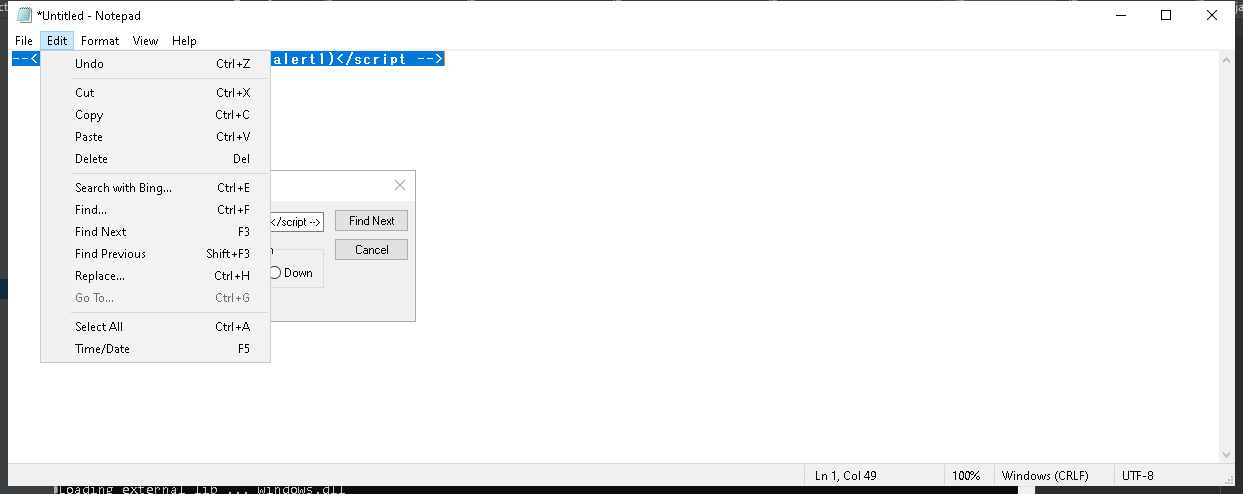 *Untitled - Notepad
File Edit Format View Help
--< alert1)</script -->
Undo Ctrl+Z
Cut Ctrl+X
Copy Ctrl+C
Paste Ctrl+V
Delete Del
Search with Bing... Ctrl+E
Find... Ctrl+F
Find Next F3
Find Previous Shift+F3
Replace... Ctrl+H
Go To... Ctrl+G
Select All Ctrl+A
Time/Date F5
</script --> Find Next
Cancel
Down
Ln 1, Col 49 100% Windows (CRLF) UTF-8
Loading external lib ... windows.dll